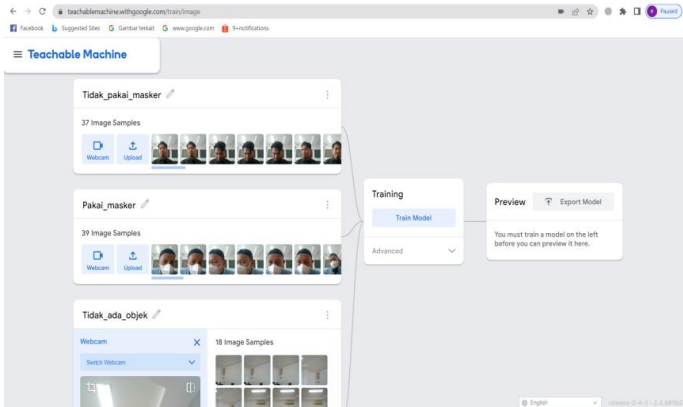 teachablemachine.withgoogle.com/train/image
Paused
Facebook Suggested Sites Gambar terkait www.google.com 9+notifications
Teachable Machine
Tidak_pakai_masker
37 Image Samples
Webcam Upload
Pakai_masker
39 Image Samples
Webcam Upload
Tidak_ada_objek
Webcam
18 Image Samples
Switch Webcam
Training
Train Model
Advanced
Preview
Export Model
You must train a model on the left
before you can preview it here.
English